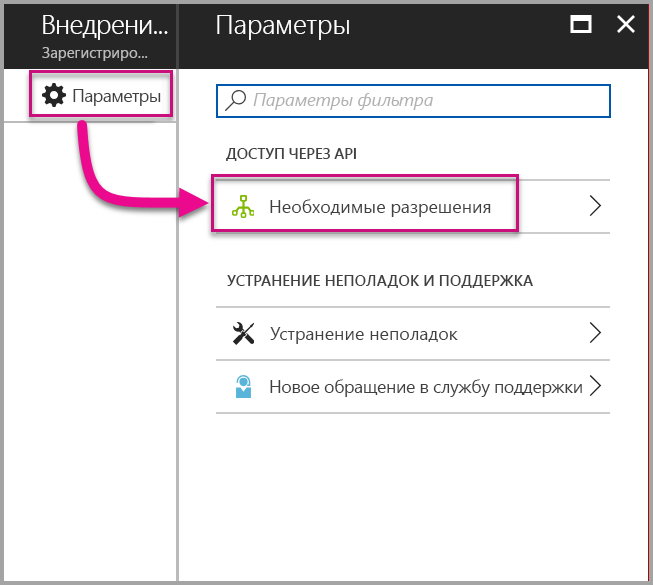 Внедрени...
Зарегистриро...
Параметры
Параметры
Параметры фильтра
ДОСТУП ЧЕРЕЗ API
Необходимые разрешения
УСТРАНЕНИЕ НЕПОЛАДОК И ПОДДЕРЖКА
Устранение неполадок
Новое обращение в службу поддержки